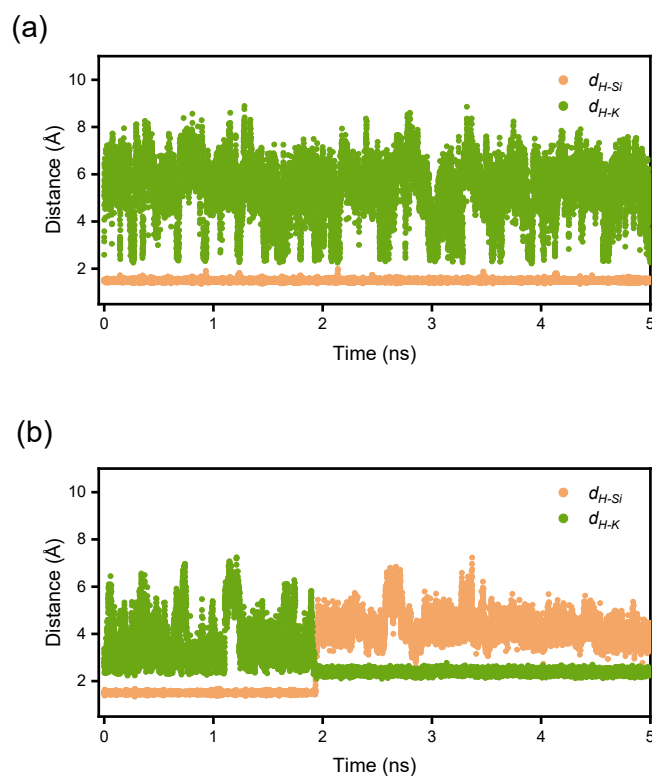 (a)
10
8
6
4
2
Distance (Å)
d_H-Si
d_H-K
0 1 2 3 4 5
Time (ns)
(b)
10
8
6
4
2
Distance (Å)
d_H-Si
d_H-K
0 1 2 3 4 5
Time (ns)